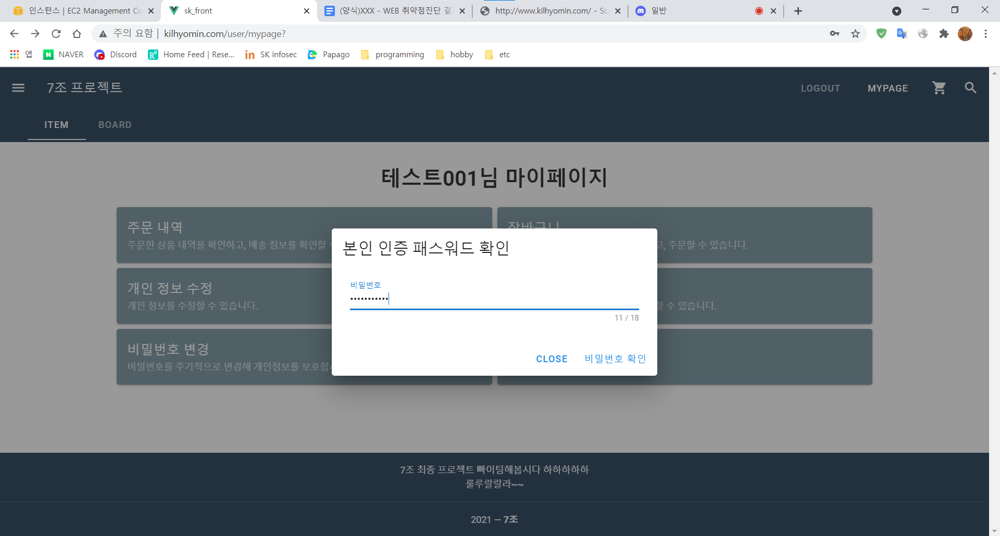 인스턴스 | EC2 Management Co
sk_front
(양식)XXX - WEB 취약점진단 결
http://www.kilhyomin.com/ - Sc
일반
주의 요함 | kilhyomin.com/user/mypage?
앱
NAVER
Discord
Home Feed | Rese...
SK infosec
Papago
programming
hobby
etc
7조 프로젝트
LOGOUT
MYPAGE
ITEM
BOARD
테스트001님 마이페이지
주문 내역
주문한 상품 내역을 확인하고, 배송 정보를 확인할
장바구니
고, 주문할 수 있습니다.
개인 정보 수정
개인 정보를 수정할 수 있습니다.
할 수 있습니다.
비밀번호 변경
비밀번호를 주기적으로 변경해 개인정보를 보호합
본인 인증 패스워드 확인
비밀번호
•••••••••••
11 / 18
CLOSE
비밀번호 확인
7조 최종 프로젝트 빠이팅해봅시다 하하하하하
룰루랄랄라~~
2021 — 7조